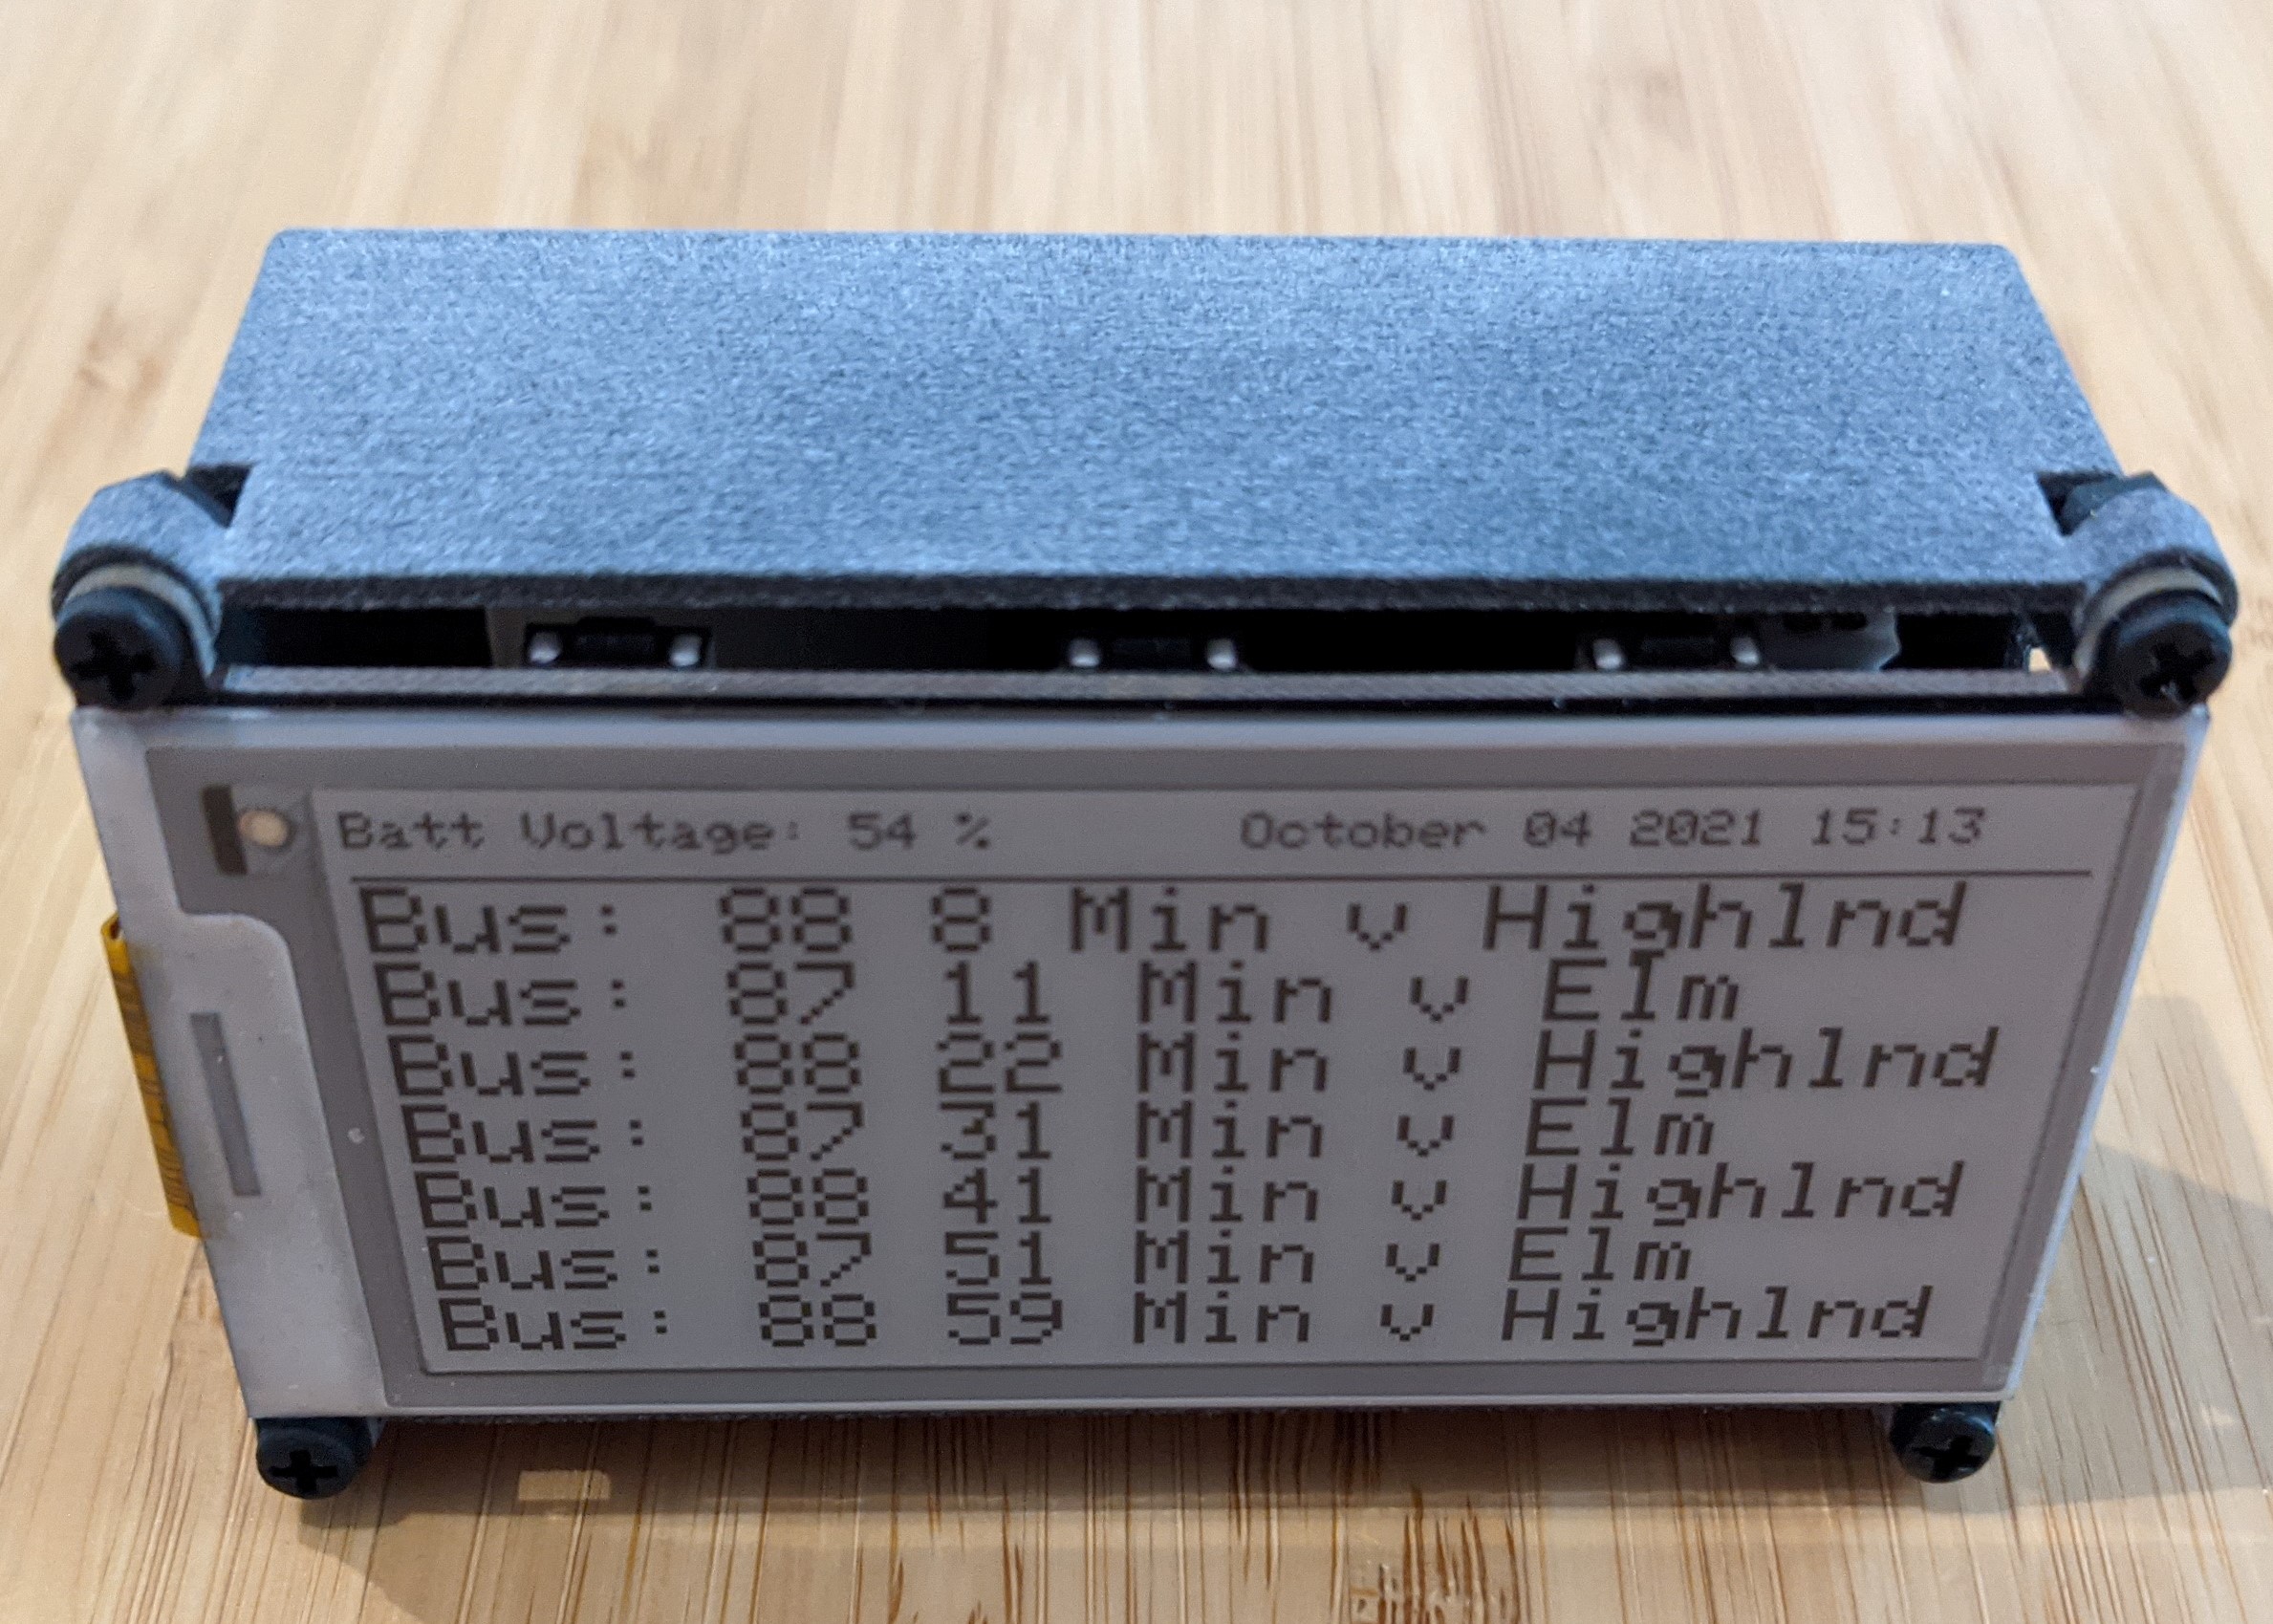 Batt Voltage: 54 % October 04 2021 15:13
Bus: 88 8 Min v Highlnd
Bus: 87 11 Min v Elm
Bus: 88 22 Min v Highlnd
Bus: 87 31 Min v Elm
Bus: 88 41 Min v Highlnd
Bus: 87 51 Min v Elm
Bus: 88 59 Min v Highlnd